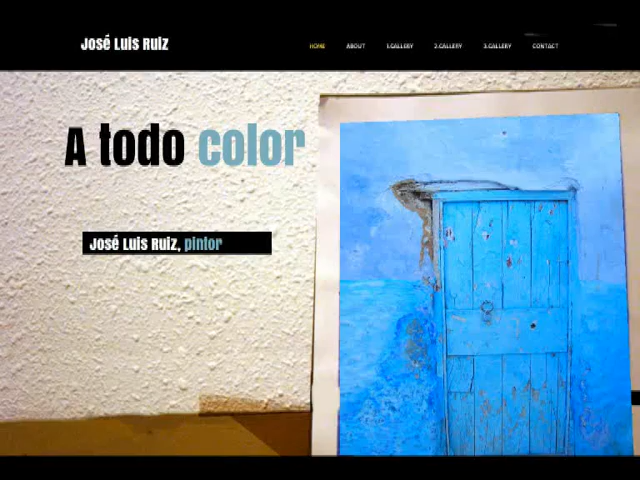 José Luis Ruiz
HOME ABOUT 1.GALLERY 2.GALLERY 3.GALLERY CONTACT
A todo color
José Luis Ruiz, pintor